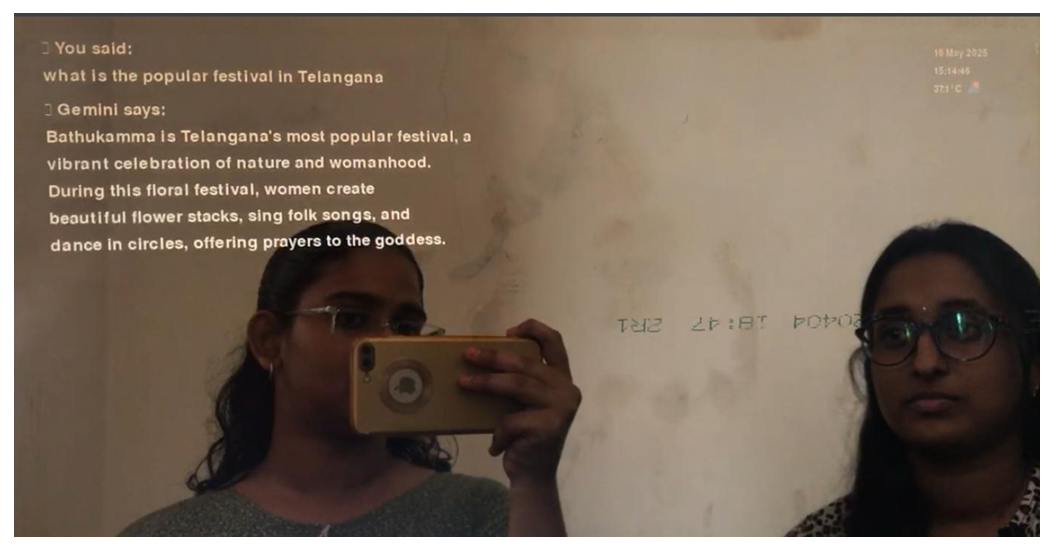 You said:
what is the popular festival in Telangana
Gemini says:
Bathukamma is Telangana's most popular festival, a
vibrant celebration of nature and womanhood.
During this floral festival, women create
beautiful flower stacks, sing folk songs, and
dance in circles, offering prayers to the goddess.
16 May 2025
15:14:46
37.1°C